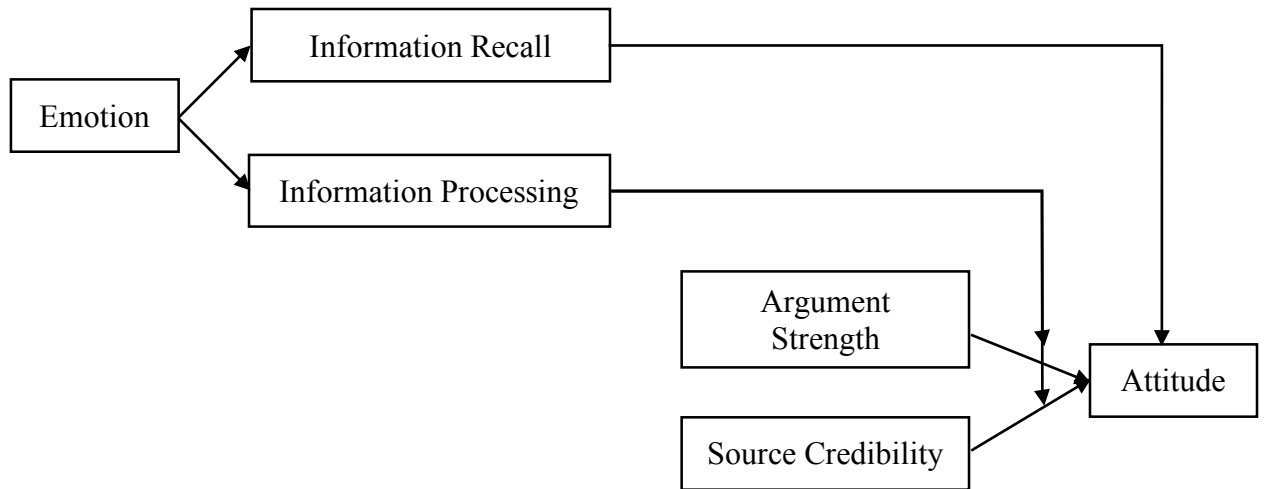 Information Recall
Emotion
Information Processing
Argument
Strength
Attitude
Source Credibility